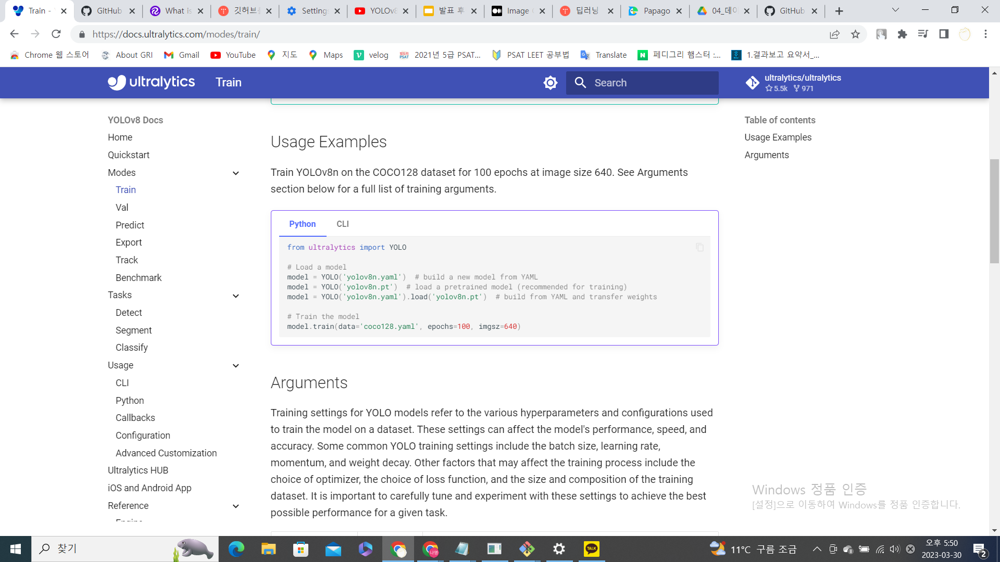 Train -
GitHub
What is
깃허브
Settings
YOLOv8
발표 후
Image
딥러닝
Papago
04_데이
GitHub
https://docs.ultralytics.com/modes/train/
Chrome 웹 스토어
About GRI
Gmail
YouTube
지도
Maps
velog
2021년 5급 PSAT...
PSAT LEET 공부법
Translate
페디그리 햄스터 :...
1.결과보고 요약서_...
ultralytics
Train
Search
ultralytics/ultralytics
5.5k 971
YOLOv8 Docs
Home
Quickstart
Modes
Train
Val
Predict
Export
Track
Benchmark
Tasks
Detect
Segment
Classify
Usage
CLI
Python
Callbacks
Configuration
Advanced Customization
Ultralytics HUB
iOS and Android App
Reference
Engine
Usage Examples
Train YOLOv8n on the COCO128 dataset for 100 epochs at image size 640. See Arguments
section below for a full list of training arguments.
Python CLI
from ultralytics import YOLO
# Load a model
model = YOLO('yolov8n.yaml')  # build a new model from YAML
model = YOLO('yolov8n.pt')  # load a pretrained model (recommended for training)
model = YOLO('yolov8n.yaml').load('yolov8n.pt')  # build from YAML and transfer weights
# Train the model
model.train(data='coco128.yaml', epochs=100, imgsz=640)
Arguments
Training settings for YOLO models refer to the various hyperparameters and configurations used
to train the model on a dataset. These settings can affect the model's performance, speed, and
accuracy. Some common YOLO training settings include the batch size, learning rate,
momentum, and weight decay. Other factors that may affect the training process include the
choice of optimizer, the choice of loss function, and the size and composition of the training
dataset. It is important to carefully tune and experiment with these settings to achieve the best
possible performance for a given task.
Table of contents
Usage Examples
Arguments
Windows 정품 인증
[설정]으로 이동하여 Windows를 정품 인증합니다.
찾기
TALK
11°C 구름 조금
오후 5:50
2023-03-30
2